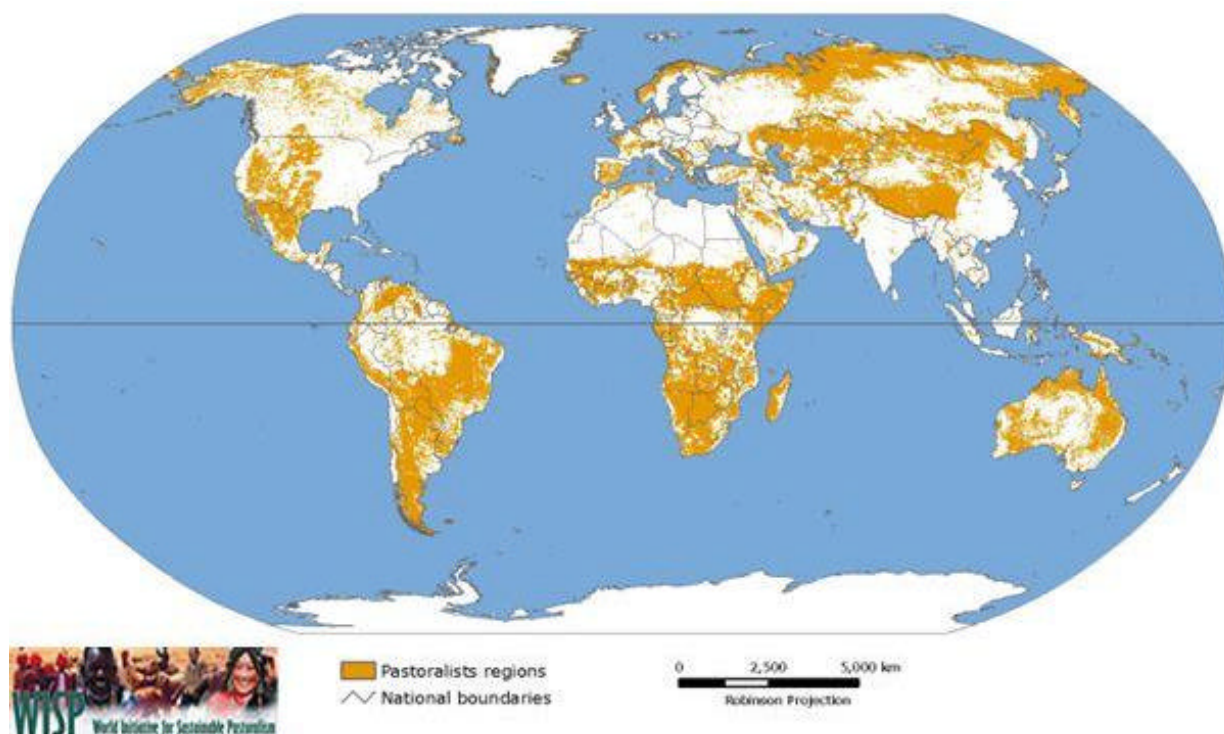 Pastoralists regions
National boundaries
0 2,500 5,000 km
Robinson Projection
WISP World Initiative for Sustainable Pastoralism